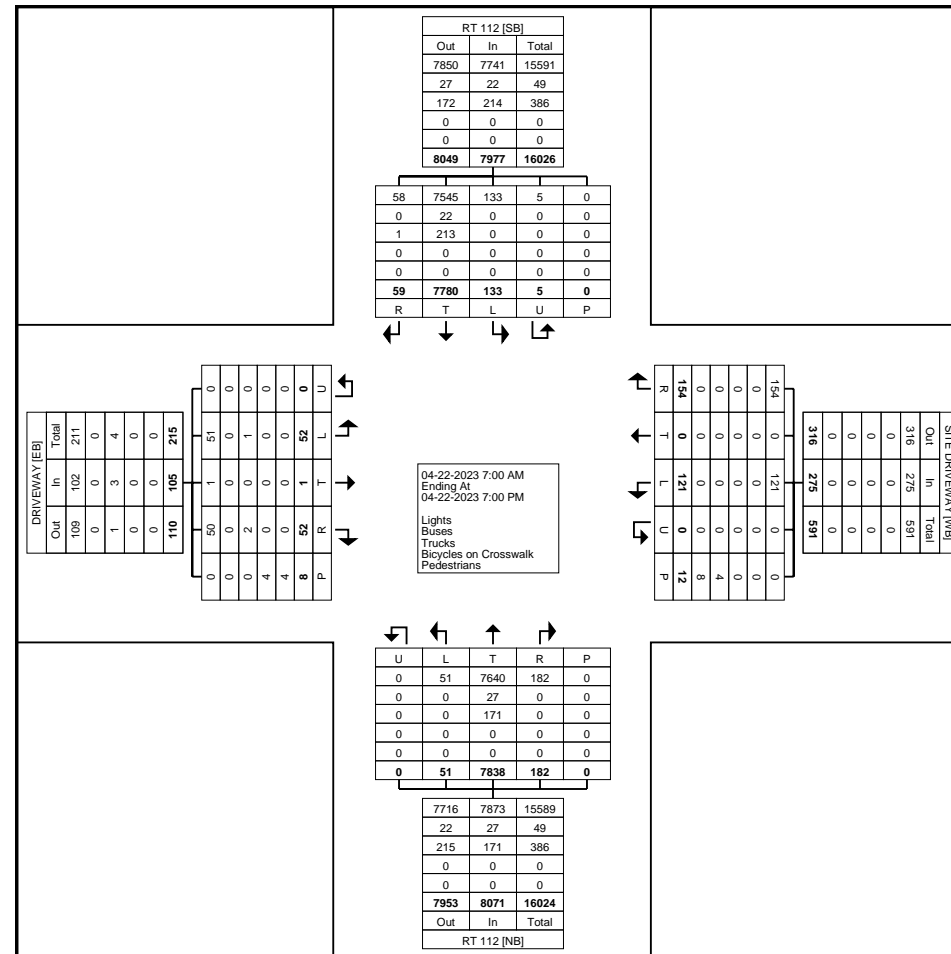 RT 112 [SB]
Out In Total
7850 7741 15591
27 22 49
172 214 386
0 0 0
0 0 0
8049 7977 16026
58 7545 133 5 0
0 22 0 0 0
1 213 0 0 0
0 0 0 0 0
0 0 0 0 0
59 7780 133 5 0
R T L U P
DRIVEWAY [EB]
Total 211 0 4 0 0 215
In 102 0 3 0 0 105
Out 109 0 1 0 0 110
0 0 0 0 0 0 U
51 0 1 0 0 52 L
1 0 0 0 0 1 T
50 0 2 0 0 52 R
0 0 0 4 4 8 P
04-22-2023 7:00 AM
Ending At
04-22-2023 7:00 PM
Lights
Buses
Trucks
Bicycles on Crosswalk
Pedestrians
R 154 0 0 0 0 154
T 0 0 0 0 0 0
L 121 0 0 0 0 121
U 0 0 0 0 0 0
P 12 8 4 0 0 0
SITE DRIVEWAY [WB]
316 0 0 0 0 316 Out
275 0 0 0 0 275 In
591 0 0 0 0 591 Total
U L T R P
0 51 7640 182 0
0 0 27 0 0
0 0 171 0 0
0 0 0 0 0
0 0 0 0 0
0 51 7838 182 0
7716 7873 15589
22 27 49
215 171 386
0 0 0
0 0 0
7953 8071 16024
Out In Total
RT 112 [NB]